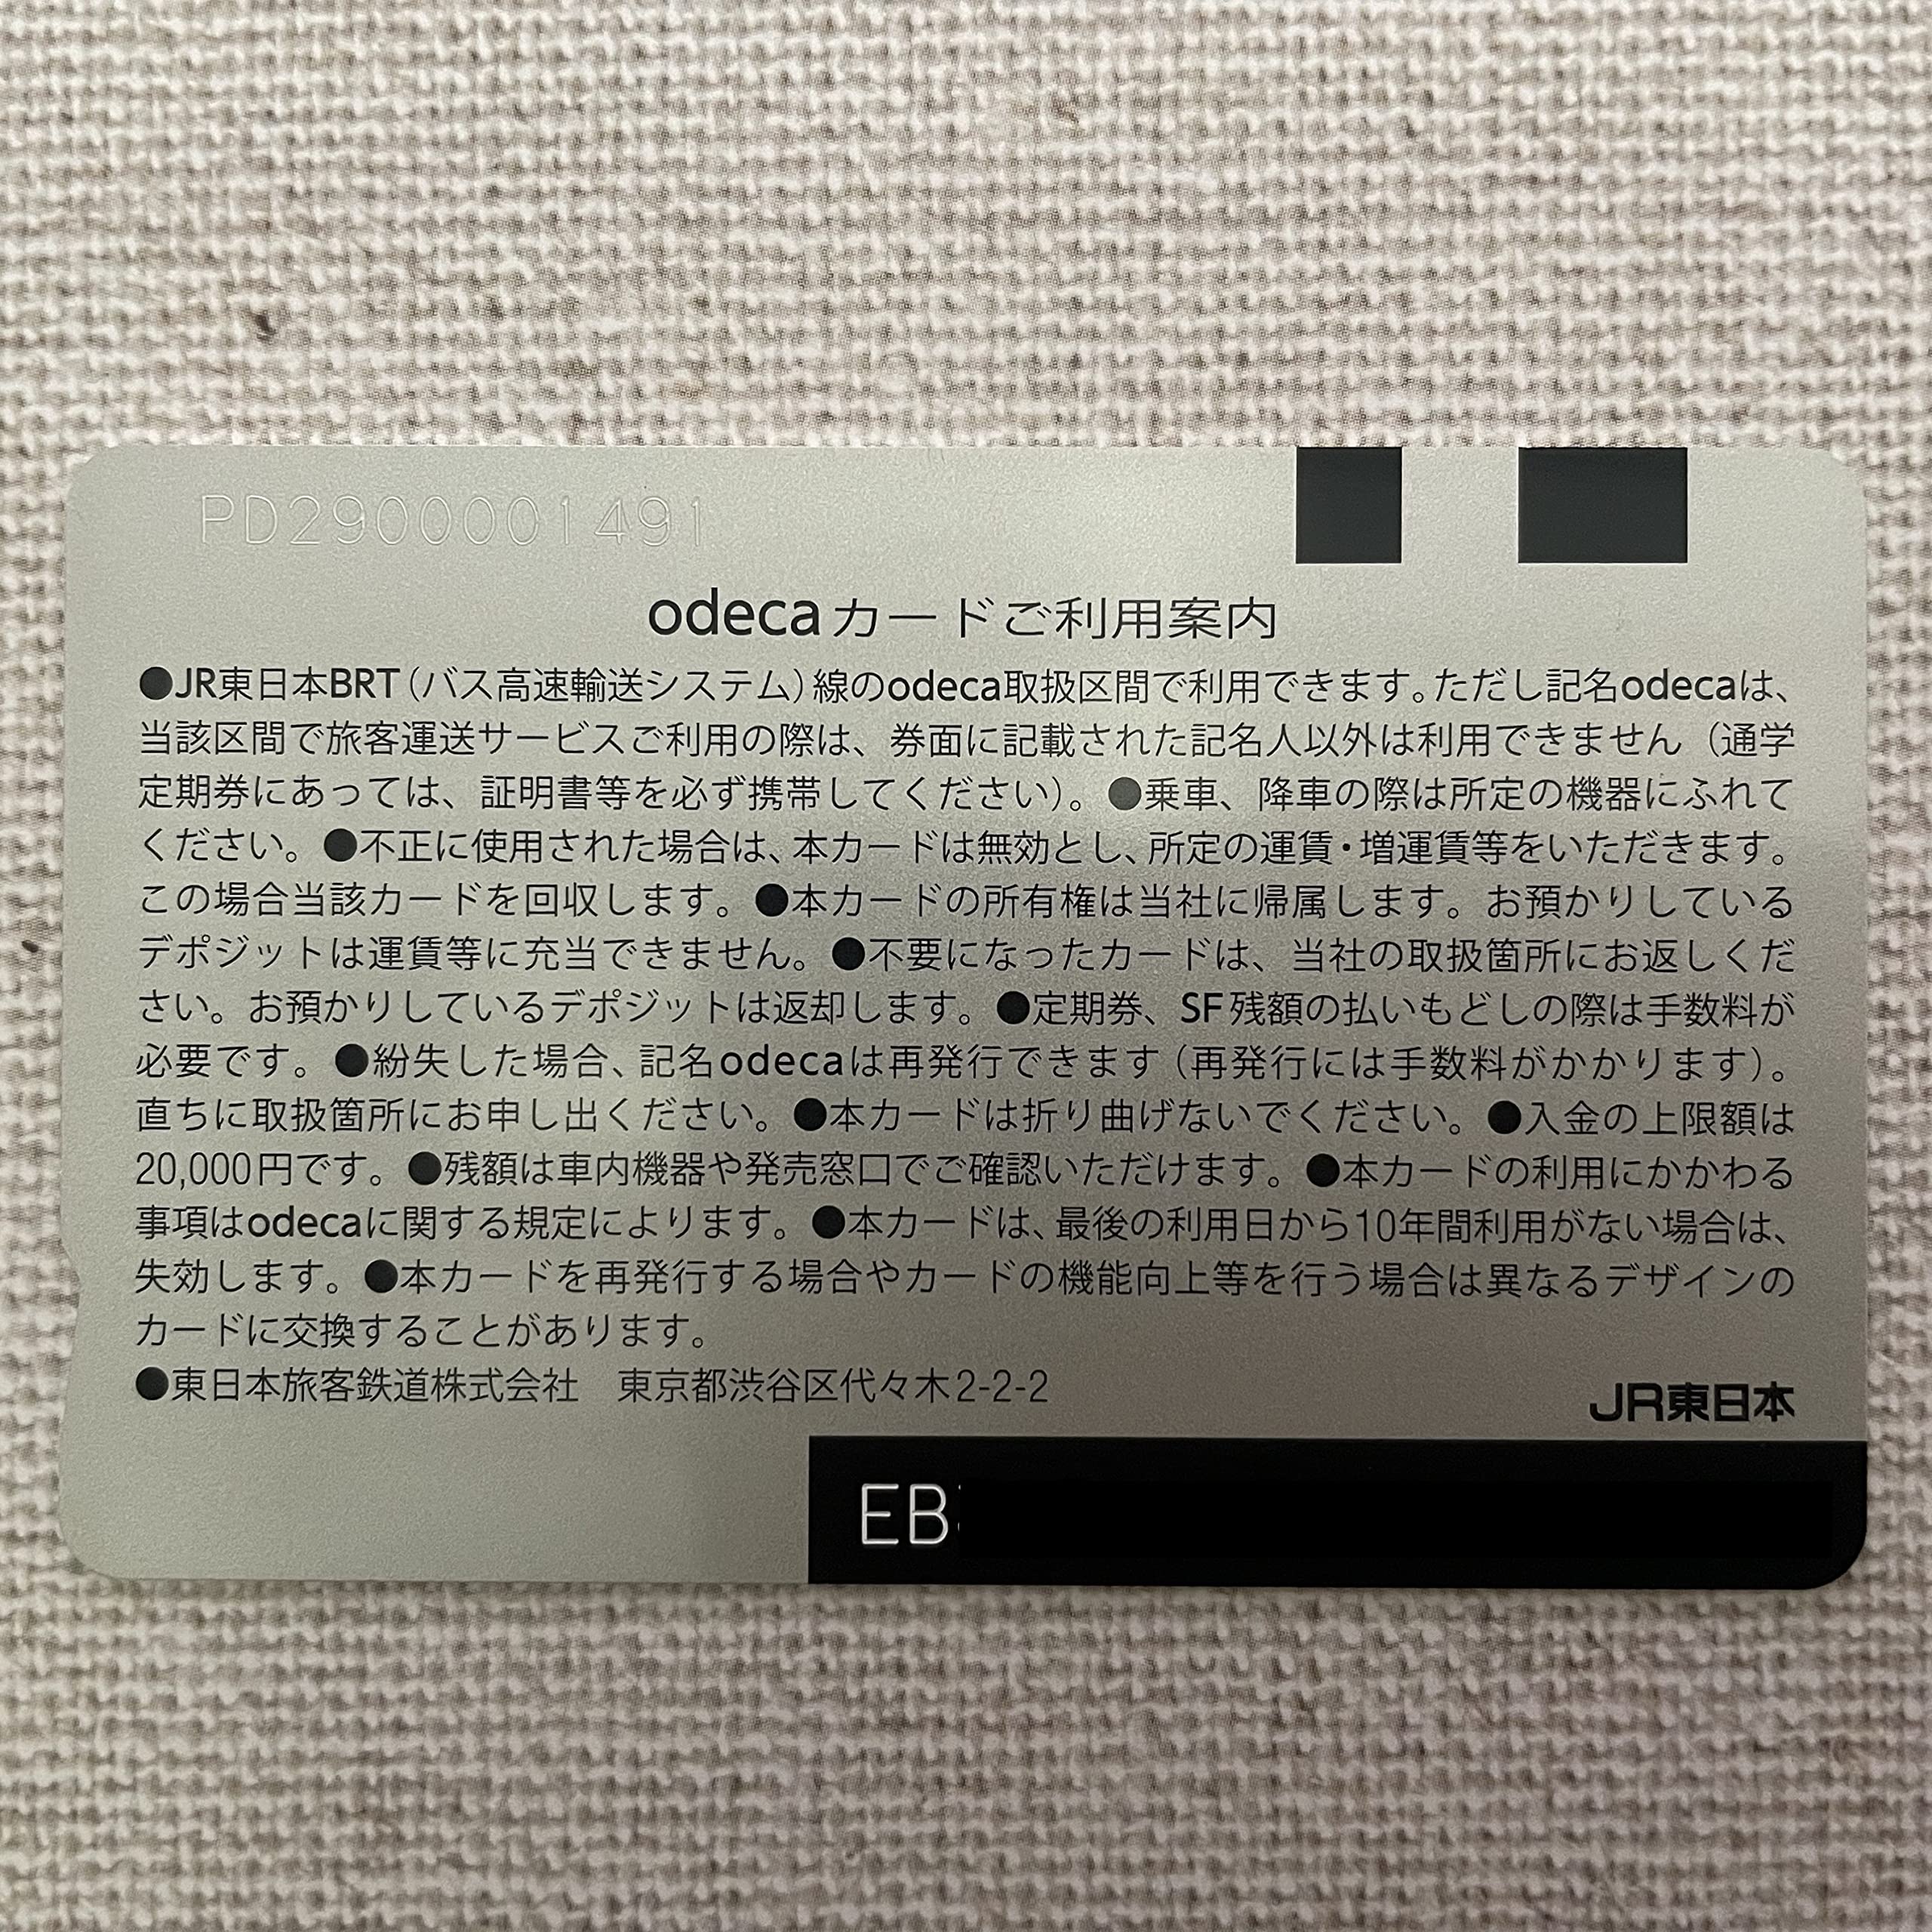 PD2900001491
odecaカードご利用案内
●JR東日本BRT（バス高速輸送システム）線のodeca取扱区間で利用できます。ただし記名odecaは、
当該区間で旅客運送サービスご利用の際は、券面に記載された記名人以外は利用できません（通学
定期券にあっては、証明書等を必ず携帯してください）。●乗車、降車の際は所定の機器にふれて
ください。●不正に使用された場合は、本カードは無効とし、所定の運賃・増運賃等をいただきます。
この場合当該カードを回収します。●本カードの所有権は当社に帰属します。お預かりしている
デポジットは運賃等に充当できません。●不要になったカードは、当社の取扱箇所にお返しくだ
さい。お預かりしているデポジットは返却します。●定期券、SF残額の払いもどしの際は手数料が
必要です。●紛失した場合、記名odecaは再発行できます（再発行には手数料がかかります）。
直ちに取扱箇所にお申し出ください。●本カードは折り曲げないでください。●入金の上限額は
20,000円です。●残額は車内機器や発売窓口でご確認いただけます。●本カードの利用にかかわる
事項はodecaに関する規定によります。●本カードは、最後の利用日から10年間利用がない場合は、
失効します。●本カードを再発行する場合やカードの機能向上等を行う場合は異なるデザインの
カードに交換することがあります。
●東日本旅客鉄道株式会社　東京都渋谷区代々木2-2-2
JR東日本
EB